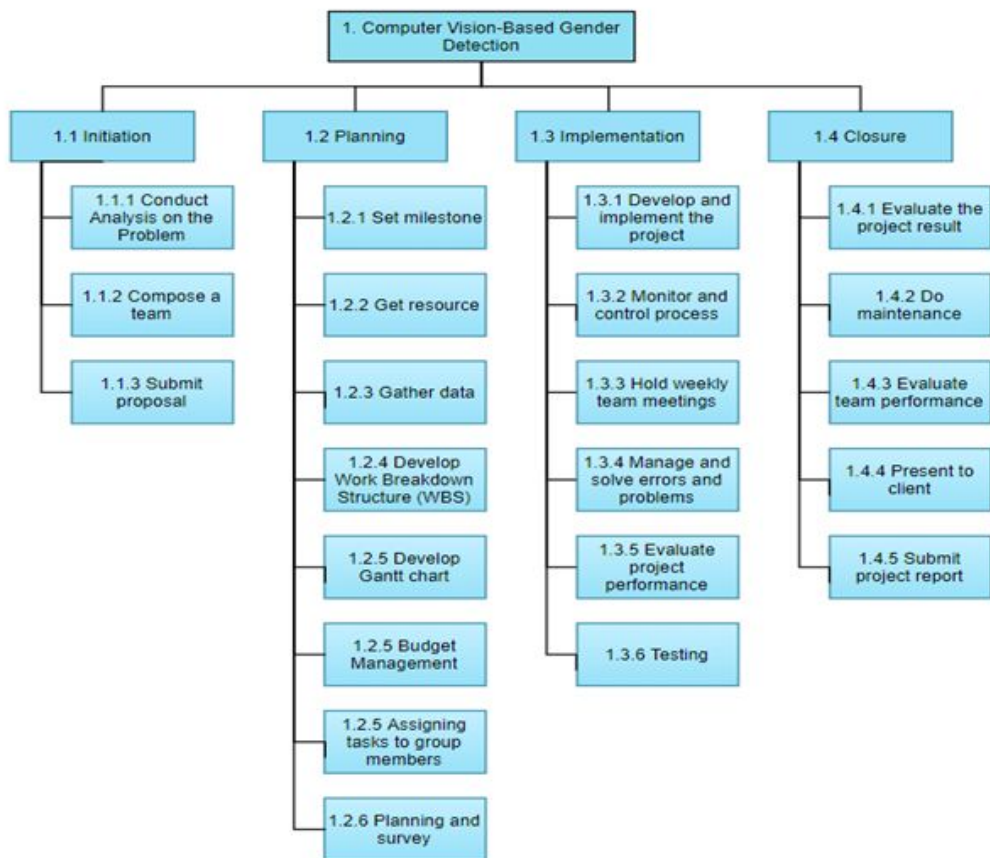 1. Computer Vision-Based Gender
Detection
1.1 Initiation
1.1.1 Conduct
Analysis on the
Problem
1.1.2 Compose a
team
1.1.3 Submit
proposal
1.2 Planning
1.2.1 Set milestone
1.2.2 Get resource
1.2.3 Gather data
1.2.4 Develop
Work Breakdown
Structure (WBS)
1.2.5 Develop
Gantt chart
1.2.5 Budget
Management
1.2.5 Assigning
tasks to group
members
1.2.6 Planning and
survey
1.3 Implementation
1.3.1 Develop and
implement the
project
1.3.2 Monitor and
control process
1.3.3 Hold weekly
team meetings
1.3.4 Manage and
solve errors and
problems
1.3.5 Evaluate
project
performance
1.3.6 Testing
1.4 Closure
1.4.1 Evaluate the
project result
1.4.2 Do
maintenance
1.4.3 Evaluate
team performance
1.4.4 Present to
client
1.4.5 Submit
project report